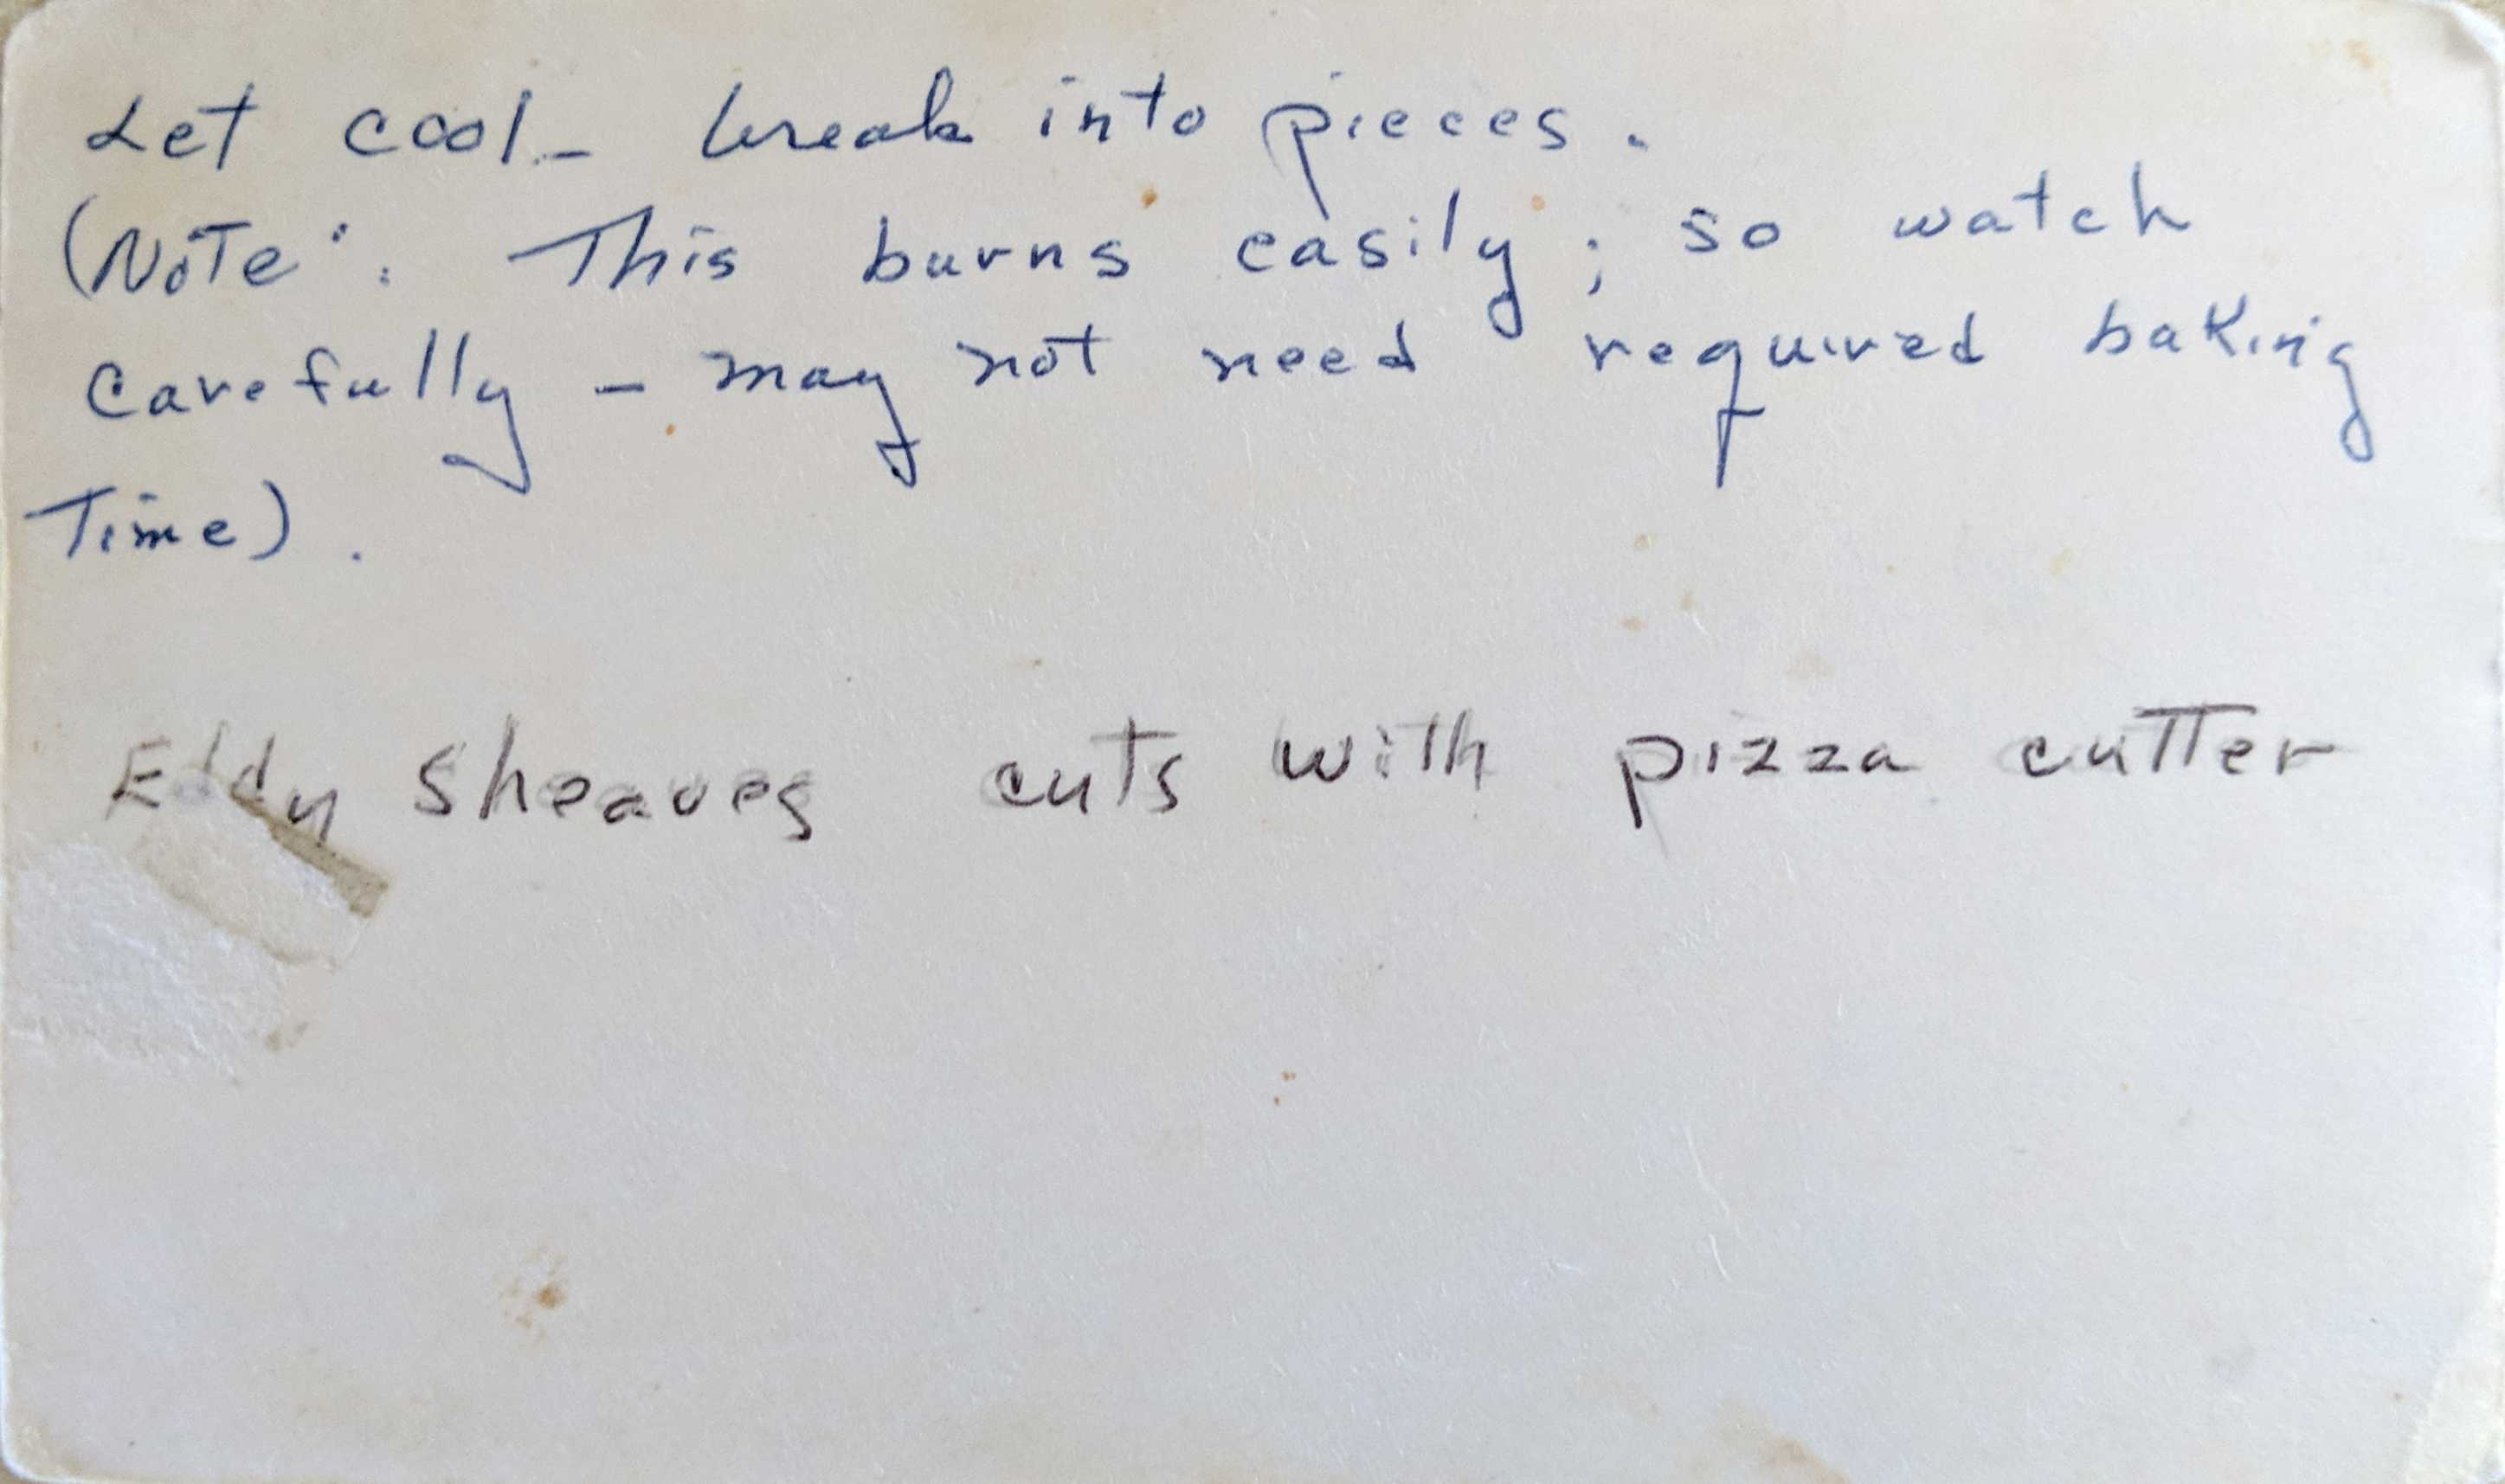 Let cool - break into pieces.
(Note: This burns easily; so watch
carefully - may not need required baking
Time).
Eddy Sheaves cuts with pizza cutter